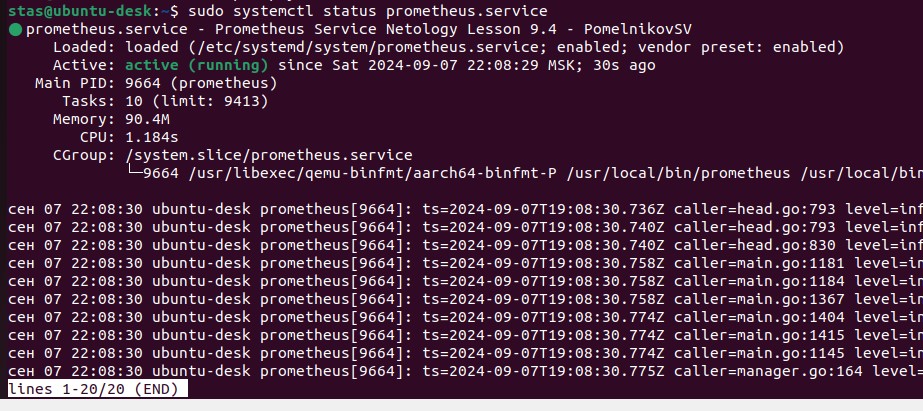 stas@ubuntu-desk:~$ sudo systemctl status prometheus.service
prometheus.service - Prometheus Service Netology Lesson 9.4 - PomelnikovSV
Loaded: loaded (/etc/systemd/system/prometheus.service; enabled; vendor preset: enabled)
Active: active (running) since Sat 2024-09-07 22:08:29 MSK; 30s ago
Main PID: 9664 (prometheus)
Tasks: 10 (limit: 9413)
Memory: 90.4M
CPU: 1.184s
CGroup: /system.slice/prometheus.service
└─9664 /usr/libexec/qemu-binfmt/aarch64-binfmt-P /usr/local/bin/prometheus /usr/local/bin
сен 07 22:08:30 ubuntu-desk prometheus[9664]: ts=2024-09-07T19:08:30.736Z caller=head.go:793 level=inf
сен 07 22:08:30 ubuntu-desk prometheus[9664]: ts=2024-09-07T19:08:30.740Z caller=head.go:793 level=inf
сен 07 22:08:30 ubuntu-desk prometheus[9664]: ts=2024-09-07T19:08:30.740Z caller=head.go:830 level=inf
сен 07 22:08:30 ubuntu-desk prometheus[9664]: ts=2024-09-07T19:08:30.758Z caller=main.go:1181 level=in
сен 07 22:08:30 ubuntu-desk prometheus[9664]: ts=2024-09-07T19:08:30.758Z caller=main.go:1184 level=in
сен 07 22:08:30 ubuntu-desk prometheus[9664]: ts=2024-09-07T19:08:30.758Z caller=main.go:1367 level=in
сен 07 22:08:30 ubuntu-desk prometheus[9664]: ts=2024-09-07T19:08:30.774Z caller=main.go:1404 level=in
сен 07 22:08:30 ubuntu-desk prometheus[9664]: ts=2024-09-07T19:08:30.774Z caller=main.go:1415 level=in
сен 07 22:08:30 ubuntu-desk prometheus[9664]: ts=2024-09-07T19:08:30.774Z caller=main.go:1145 level=in
сен 07 22:08:30 ubuntu-desk prometheus[9664]: ts=2024-09-07T19:08:30.775Z caller=manager.go:164 level=
lines 1-20/20 (END)